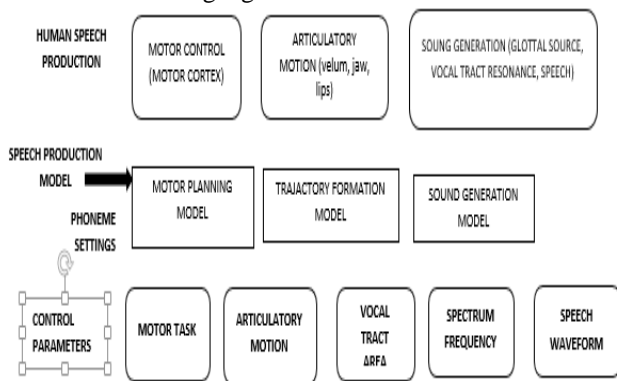 HUMAN SPEECH
PRODUCTION
MOTOR CONTROL
(MOTOR CORTEX)
ARTICULATORY
MOTION (velum, jaw,
lips)
SOUNG GENERATION (GLOTTAL SOURCE,
VOCAL TRACT RESONANCE, SPEECH)
SPEECH PRODUCTION
MODEL
PHONEME
SETTINGS
MOTOR PLANNING
MODEL
TRAJACTORY FORMATION
MODEL
SOUND GENERATION
MODEL
CONTROL
PARAMETERS
MOTOR TASK
ARTICULATORY
MOTION
VOCAL
TRACT
AREA
SPECTRUM
FREQUENCY
SPEECH
WAVEFORM